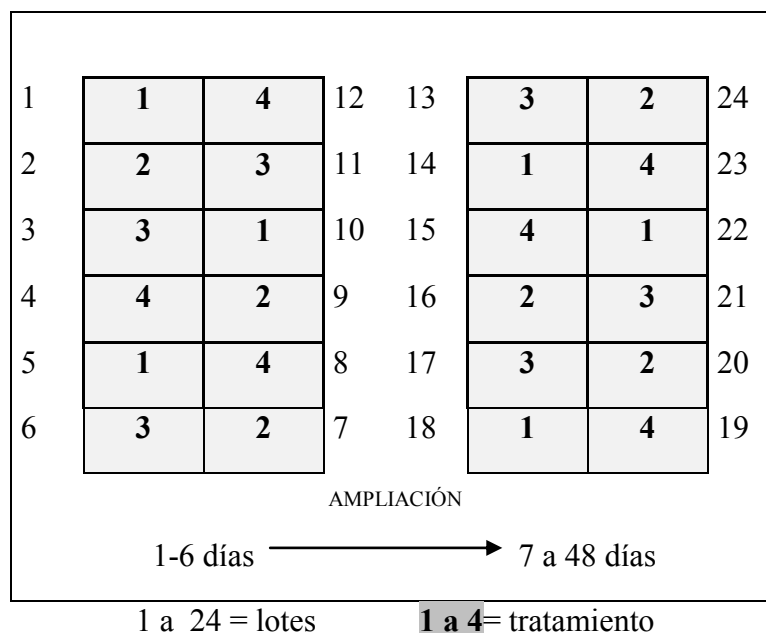 1 1 4 12 13 3 2 24
2 2 3 11 14 1 4 23
3 3 1 10 15 4 1 22
4 4 2 9 16 2 3 21
5 1 4 8 17 3 2 20
6 3 2 7 18 1 4 19
AMPLIACIÓN
1-6 días 7 a 48 días
1 a 24 = lotes 1 a 4= tratamiento